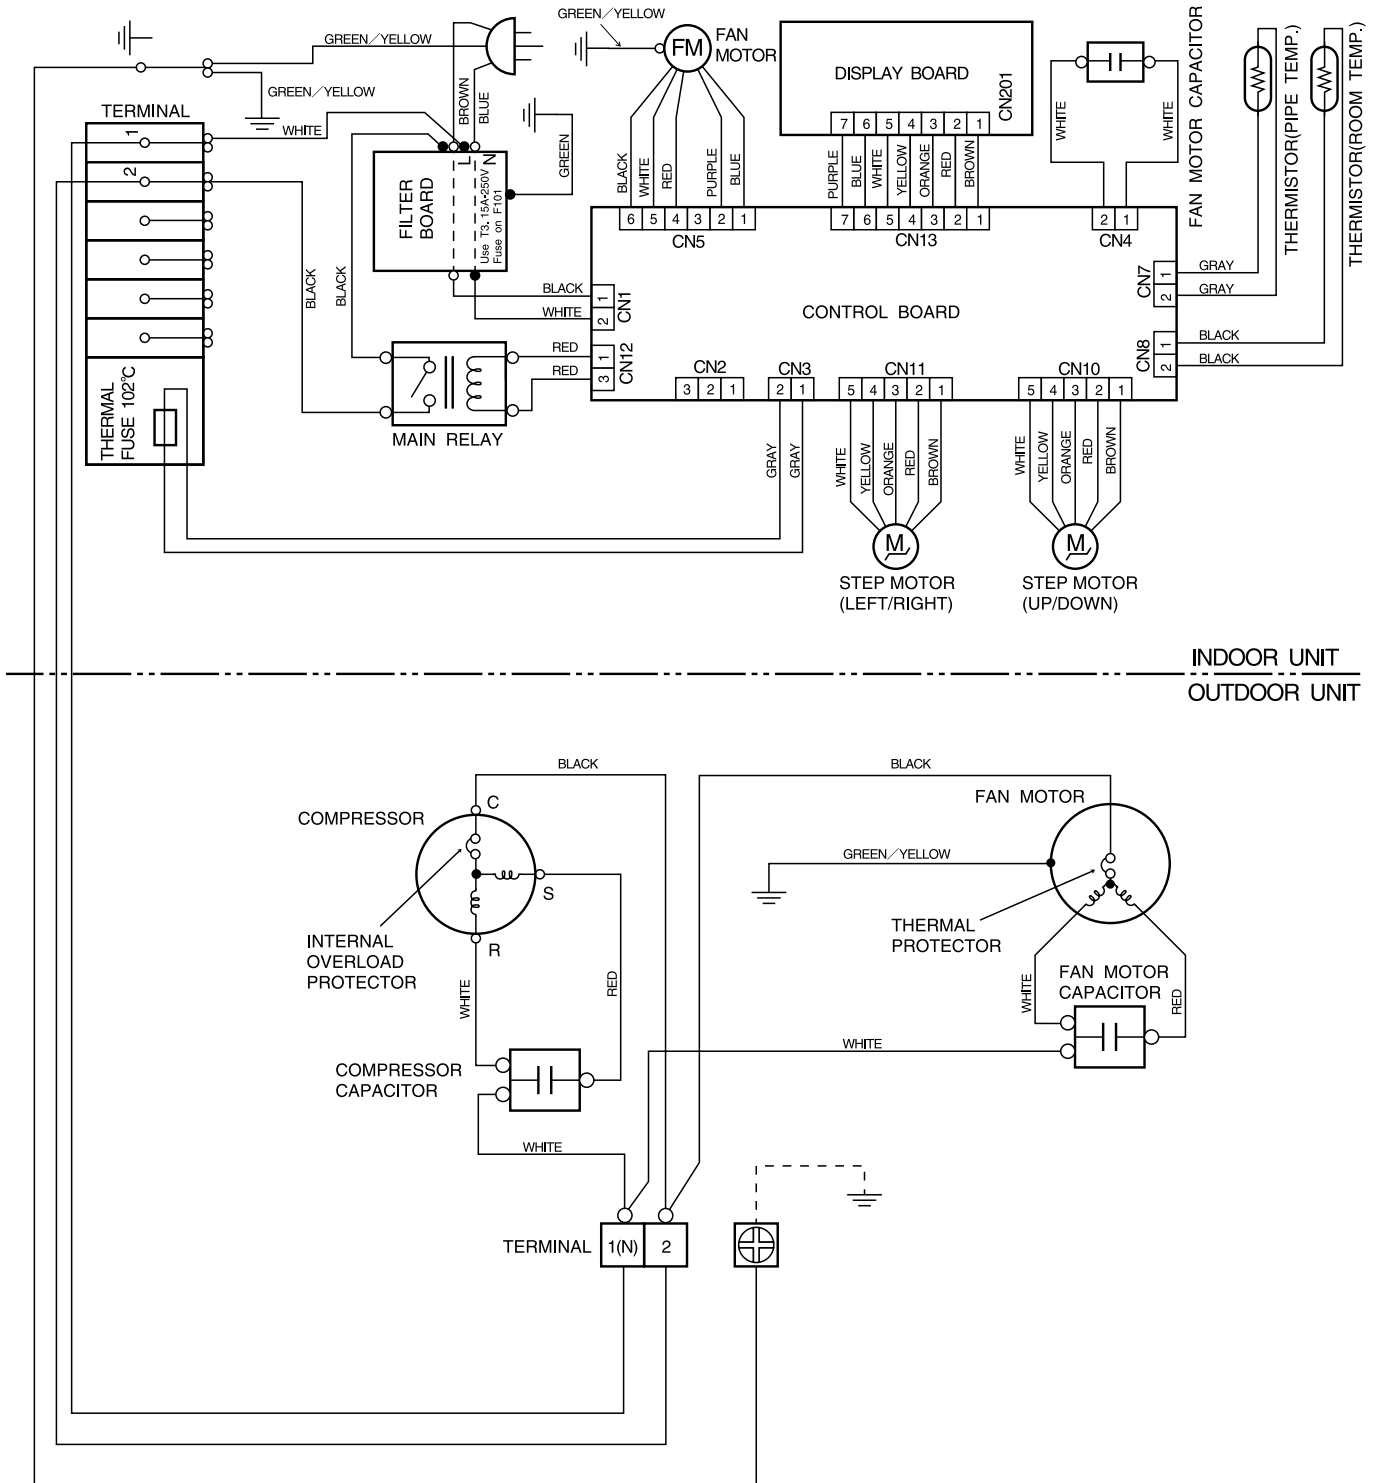 GREEN/YELLOW
FAN
MOTOR
FM
GREEN/YELLOW
DISPLAY BOARD
CN201
7 6 5 4 3 2 1
FAN MOTOR CAPACITOR
THERMISTOR(PIPE TEMP.)
THERMISTOR(ROOM TEMP.)
WHITE
WHITE
GREEN/YELLOW
BROWN
BLUE
GREEN
TERMINAL
WHITE
1
2
L
N
FILTER
BOARD
Use T3. 15A•250V
Fuse on F101
BLACK
WHITE
RED
PURPLE
BLUE
PURPLE
BLUE
WHITE
YELLOW
ORANGE
RED
BROWN
6 5 4 3 2 1
CN5
7 6 5 4 3 2 1
CN13
2 1
CN4
CN7
1
2
GRAY
GRAY
BLACK
BLACK
BLACK
WHITE
1
2
CN1
CONTROL BOARD
RED
RED
1
3
CN12
CN8
1
2
BLACK
BLACK
CN2
3 2 1
CN3
2 1
CN11
5 4 3 2 1
CN10
5 4 3 2 1
THERMAL
FUSE 102℃
MAIN RELAY
GRAY
GRAY
WHITE
YELLOW
ORANGE
RED
BROWN
WHITE
YELLOW
ORANGE
RED
BROWN
M
M
STEP MOTOR
(LEFT/RIGHT)
STEP MOTOR
(UP/DOWN)
INDOOR UNIT
OUTDOOR UNIT
BLACK
BLACK
C
COMPRESSOR
FAN MOTOR
GREEN/YELLOW
S
R
INTERNAL
OVERLOAD
PROTECTOR
THERMAL
PROTECTOR
WHITE
RED
WHITE
FAN MOTOR
CAPACITOR
RED
WHITE
COMPRESSOR
CAPACITOR
WHITE
TERMINAL
1(N)
2